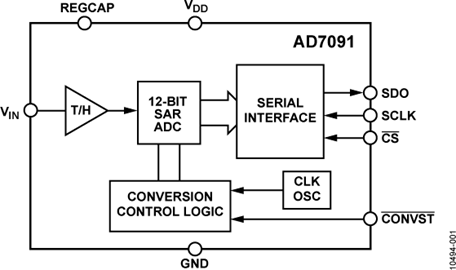 REGCAP
VDD
AD7091
VIN
T/H
12-BIT
SAR
ADC
SERIAL
INTERFACE
SDO
SCLK
CS
CONVERSION
CONTROL LOGIC
CLK
OSC
CONVST
GND
10494-001